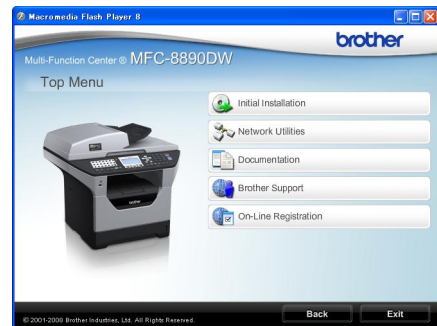 Macromedia Flash Player 8
brother
Multi-Function Center ® MFC-8890DW
Top Menu
Initial Installation
Network Utilities
Documentation
Brother Support
On-Line Registration
Back
Exit
© 2001-2008 Brother Industries, Ltd. All Rights Reserved.